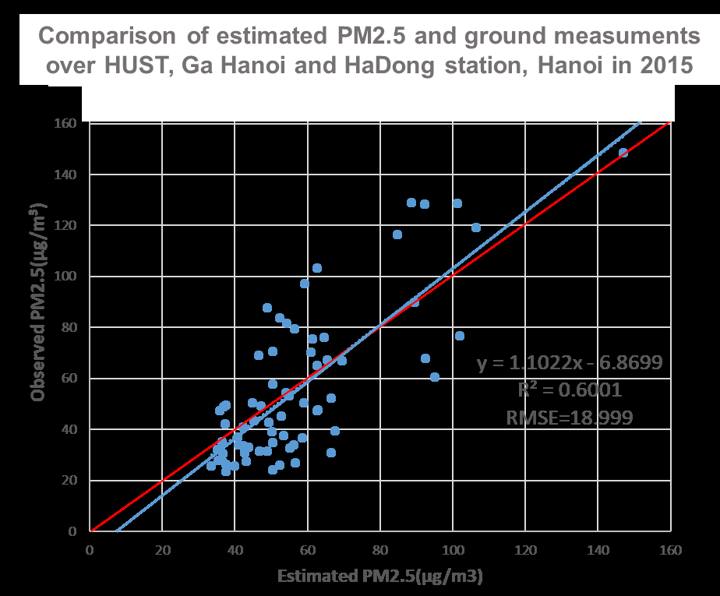 Comparison of estimated PM2.5 and ground measuments
over HUST, Ga Hanoi and HaDong station, Hanoi in 2015
160
140
120
100
80
60
40
20
0
Observed PM2.5(µg/m³)
y = 1.1022x - 6.8699
R² = 0.6001
RMSE=18.999
0 20 40 60 80 100 120 140 160
Estimated PM2.5(µg/m3)